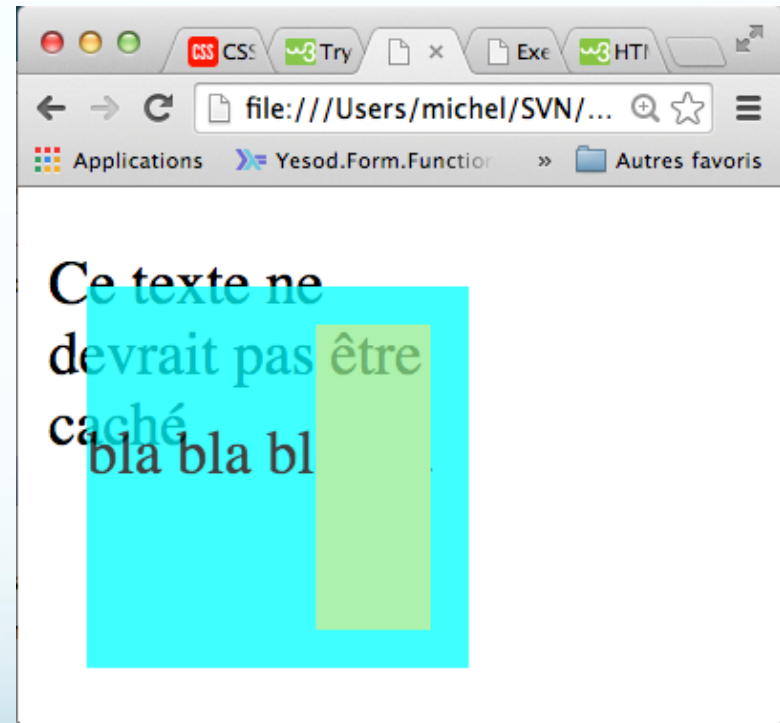 CSS CSS Try × Exe HTI
file:///Users/michel/SVN/...
Applications Yesod.Form.Function » Autres favoris
Ce texte ne
devrait pas être
caché
bla bla bl .